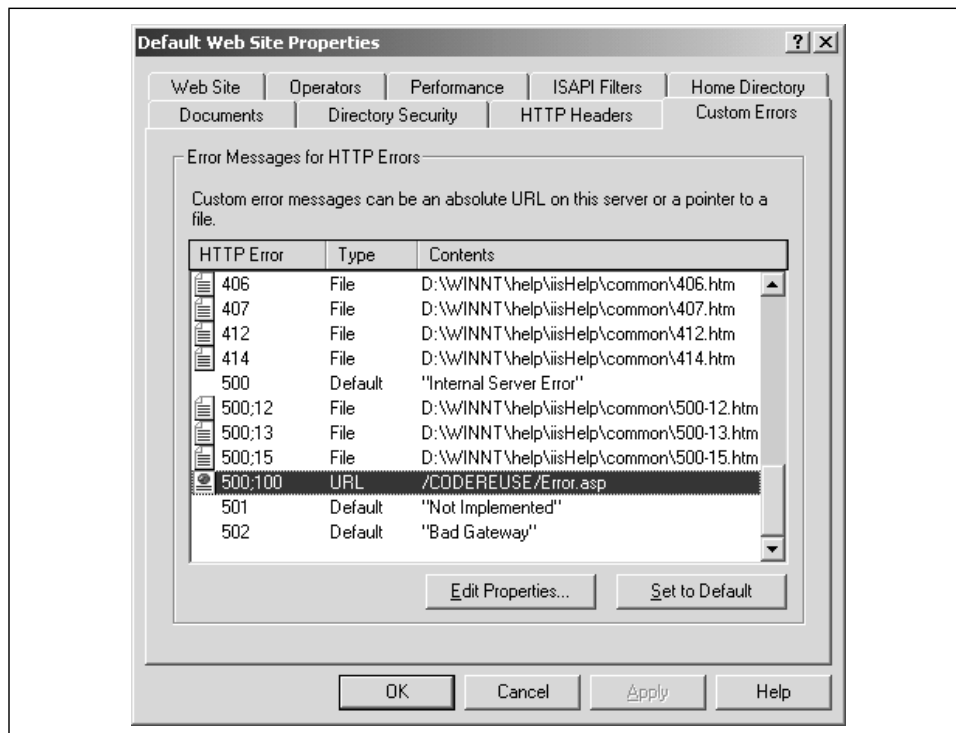 Default Web Site Properties
? X
Web Site Operators Performance ISAPI Filters Home Directory
Documents Directory Security HTTP Headers Custom Errors
Error Messages for HTTP Errors
Custom error messages can be an absolute URL on this server or a pointer to a
file.
HTTP Error Type Contents
406 File D:\WINNT\help\iisHelp\common\406.htm
407 File D:\WINNT\help\iisHelp\common\407.htm
412 File D:\WINNT\help\iisHelp\common\412.htm
414 File D:\WINNT\help\iisHelp\common\414.htm
500 Default "Internal Server Error"
500;12 File D:\WINNT\help\iisHelp\common\500-12.htm
500;13 File D:\WINNT\help\iisHelp\common\500-13.htm
500;15 File D:\WINNT\help\iisHelp\common\500-15.htm
500;100 URL /CODEREUSE/Error.asp
501 Default "Not Implemented"
502 Default "Bad Gateway"
Edit Properties... Set to Default
OK Cancel Apply Help